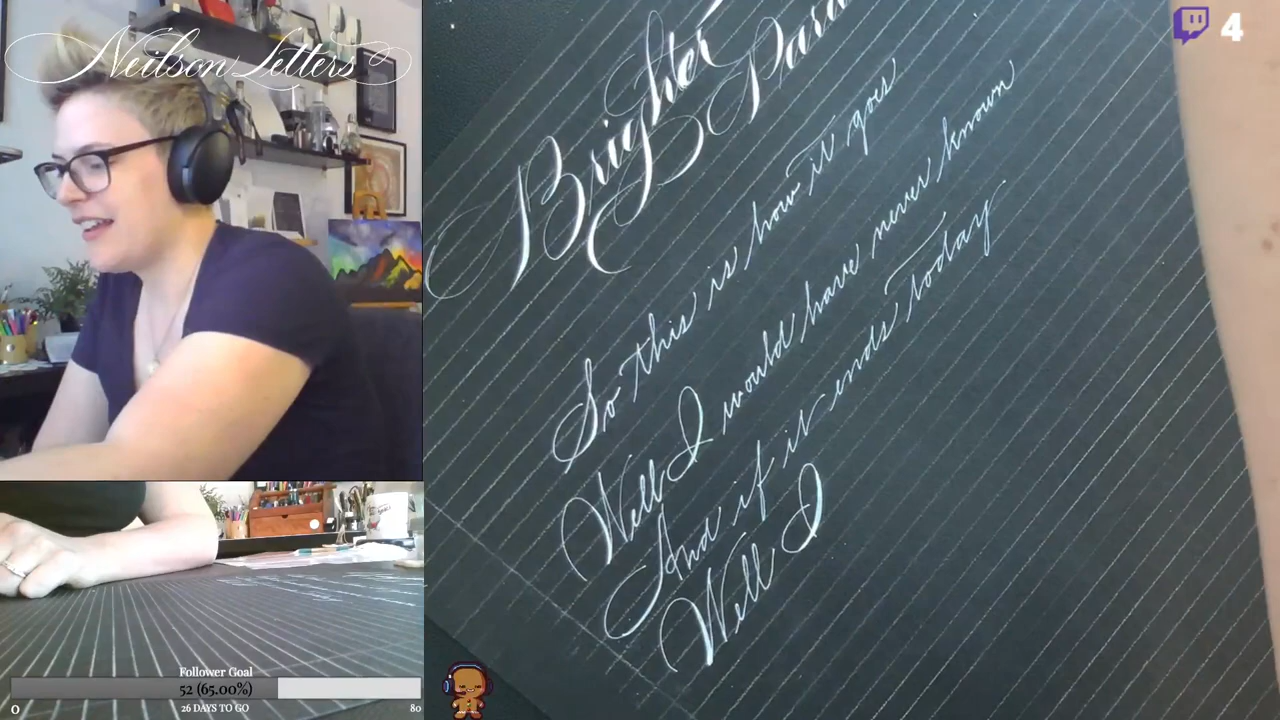 Neilson Letters
4
Brighter
So this is how it goes
Well I would have never known
And if it ends today
Well I
Follower Goal
52 (65.00%)
0
26 DAYS TO GO
80